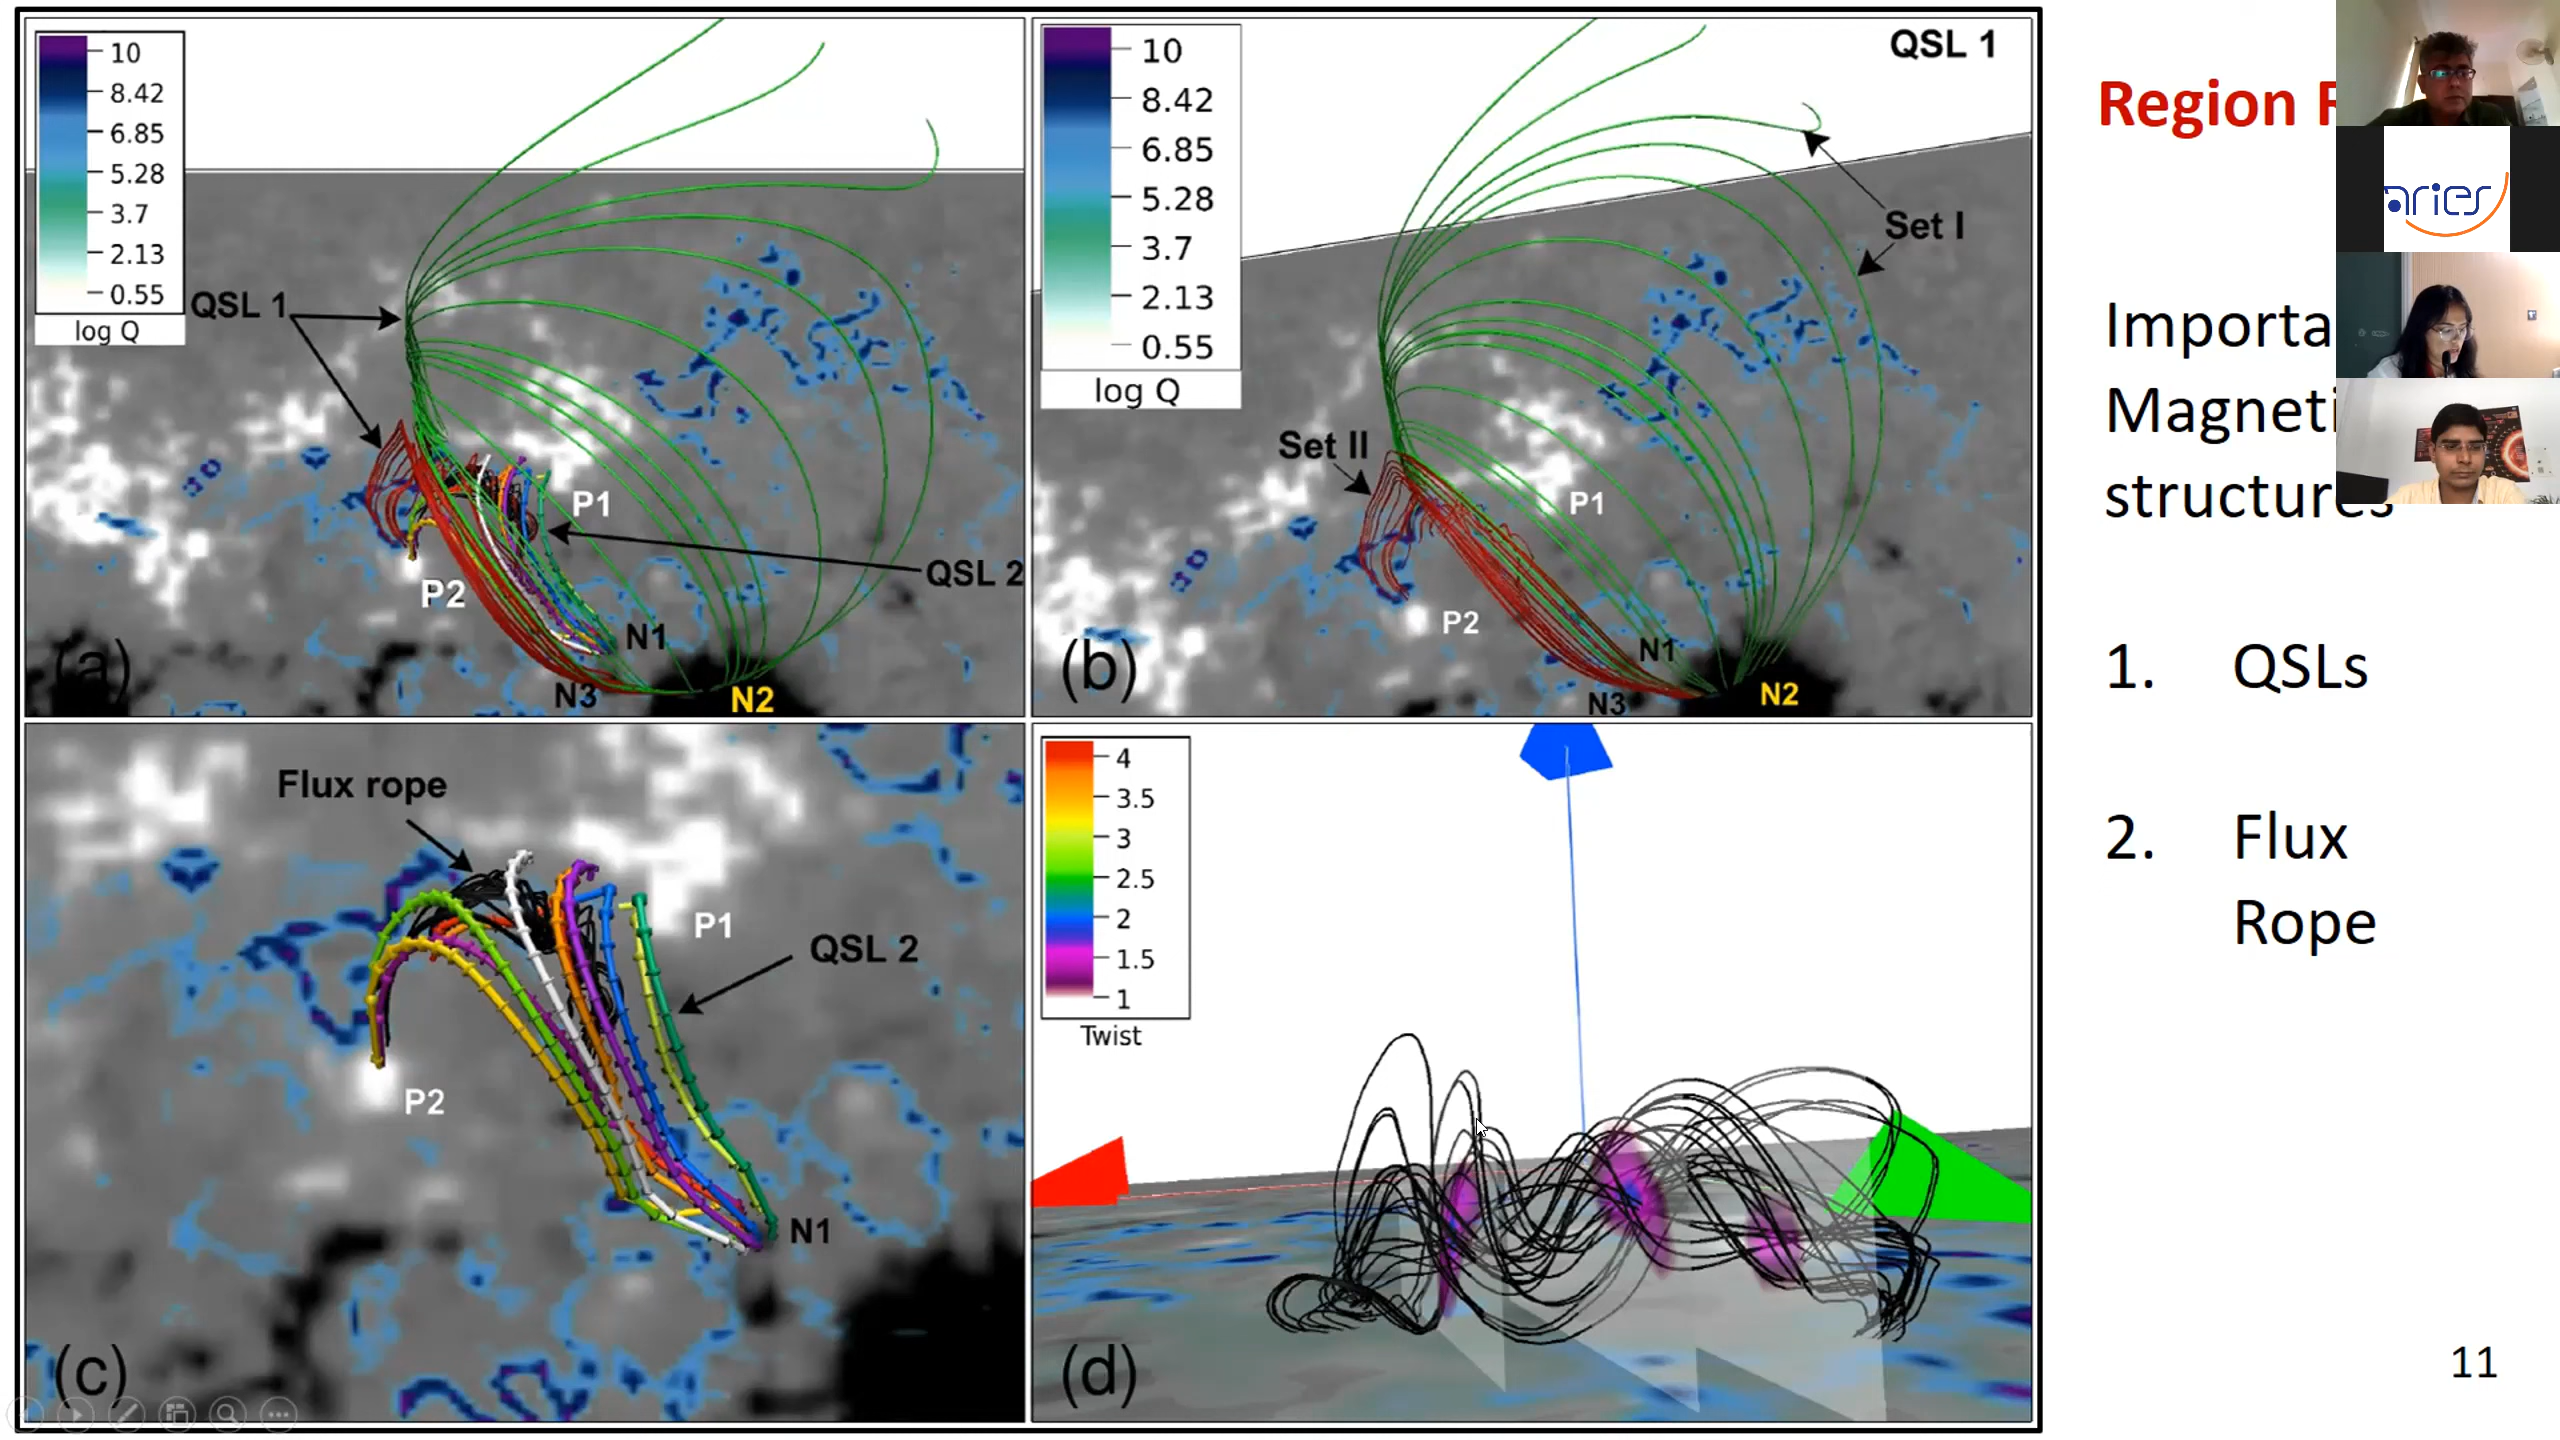 10
8.42
6.85
5.28
3.7
2.13
0.55
log Q
QSL 1
P1
QSL 2
P2
N1
N3
N2
(a)
10
8.42
6.85
5.28
3.7
2.13
0.55
log Q
QSL 1
Set I
Set II
P1
P2
N1
N3
N2
(b)
Flux rope
P1
QSL 2
P2
N1
(c)
4
3.5
3
2.5
2
1.5
1
Twist
(d)
Region
Importa
Magneti
structures
1. QSLs
2. Flux
Rope
11
aries